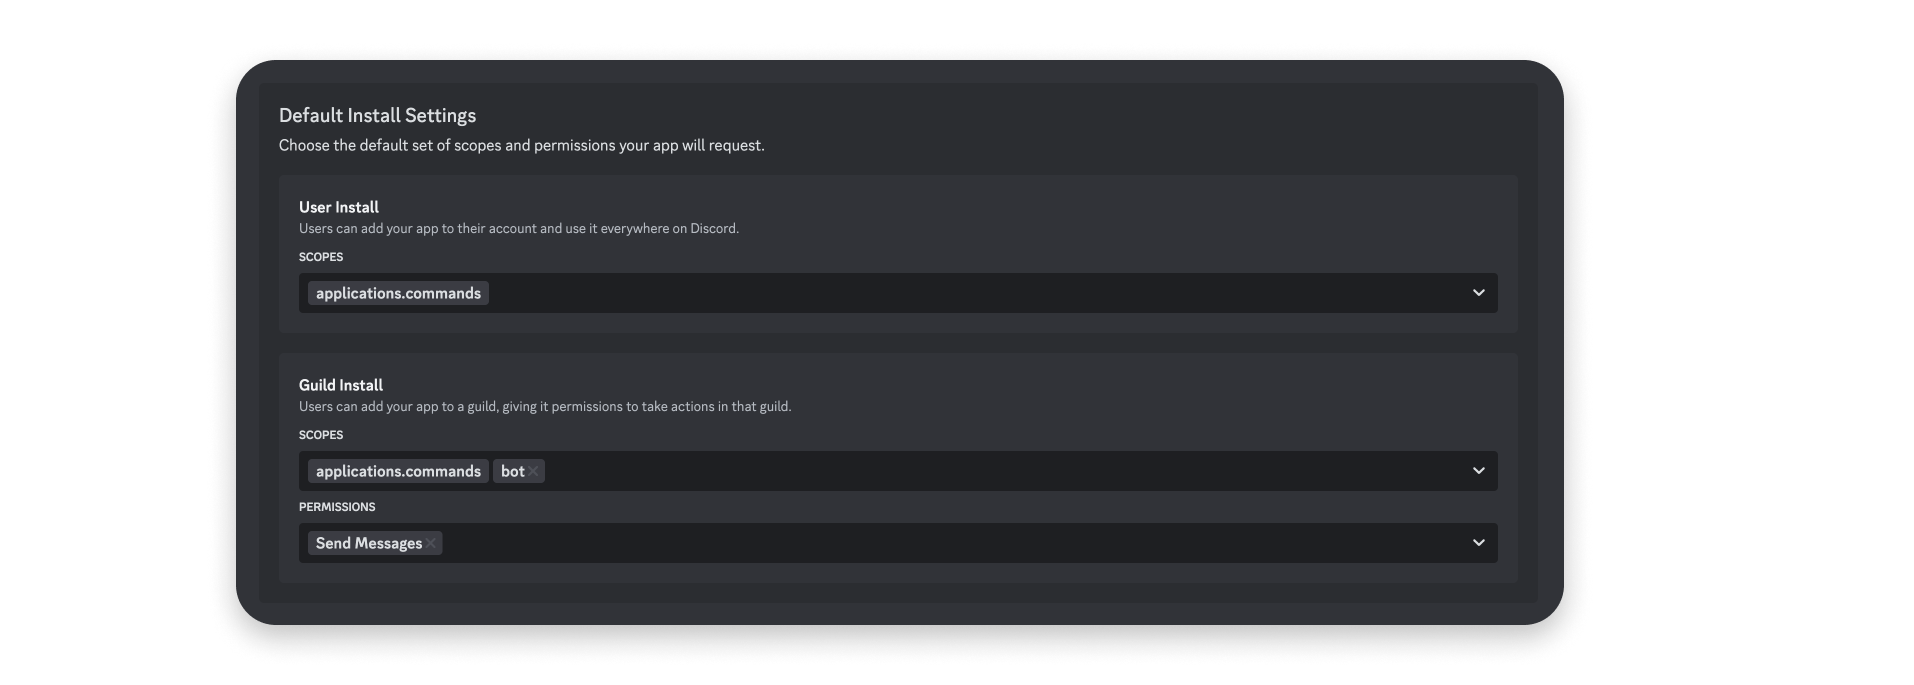 Default Install Settings
Choose the default set of scopes and permissions your app will request.
User Install
Users can add your app to their account and use it everywhere on Discord.
SCOPES
applications.commands
Guild Install
Users can add your app to a guild, giving it permissions to take actions in that guild.
SCOPES
applications.commands bot
PERMISSIONS
Send Messages